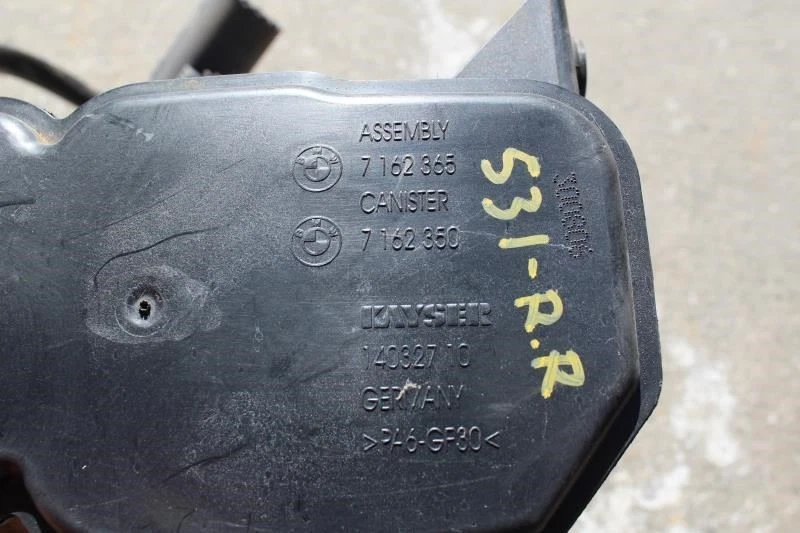 ASSEMBLY
7 162 365
CANISTER
7 162 350
KAYSER
140327 10
GERMANY
>PA6-GF30<
531-R.R